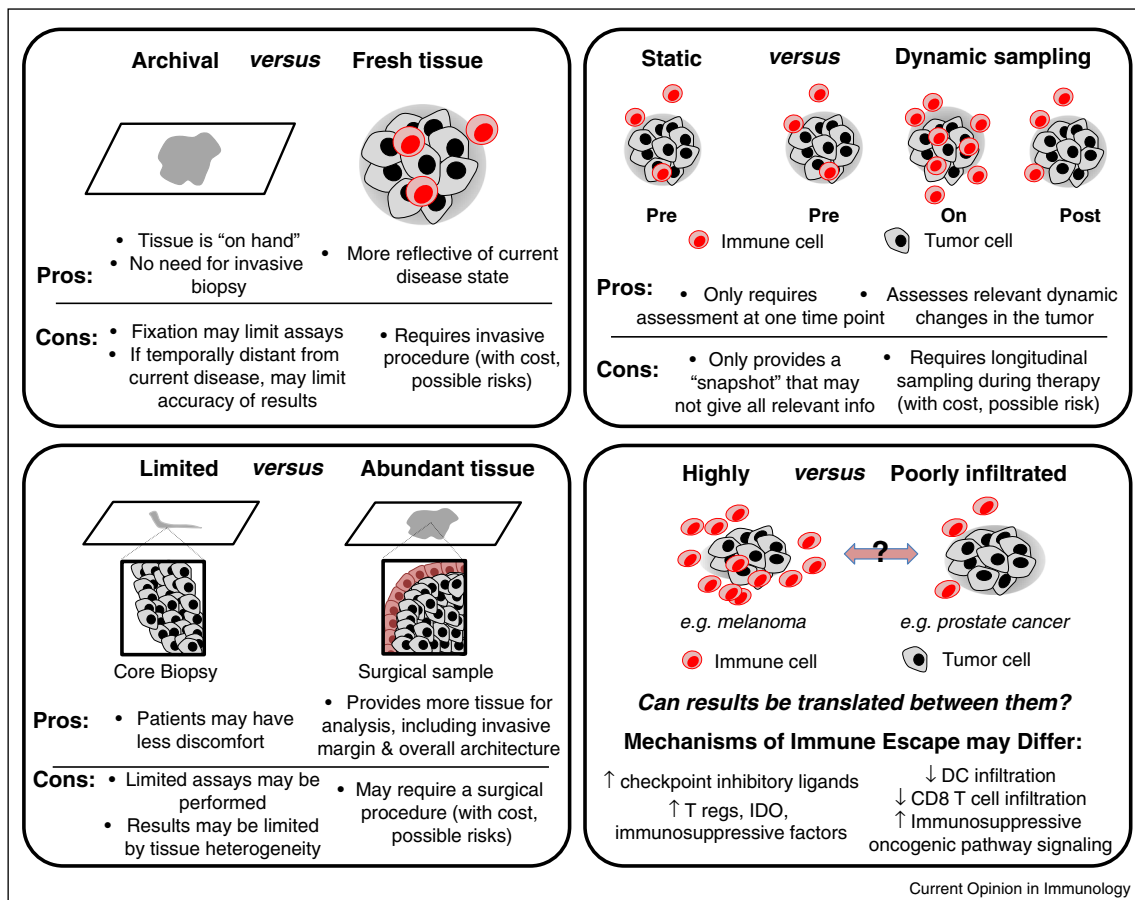 Archival versus Fresh tissue
Pros:
• Tissue is “on hand”
• No need for invasive
biopsy
• More reflective of current
disease state
Cons:
• Fixation may limit assays
• If temporally distant from
current disease, may limit
accuracy of results
• Requires invasive
procedure (with cost,
possible risks)
Static versus Dynamic sampling
Pre Pre On Post
Immune cell Tumor cell
Pros:
• Only requires
assessment at one time point
• Assesses relevant dynamic
changes in the tumor
Cons:
• Only provides a
“snapshot” that may
not give all relevant info
• Requires longitudinal
sampling during therapy
(with cost, possible risk)
Limited versus Abundant tissue
Core Biopsy Surgical sample
Pros:
• Patients may have
less discomfort
• Provides more tissue for
analysis, including invasive
margin & overall architecture
Cons:
• Limited assays may be
performed
• Results may be limited
by tissue heterogeneity
• May require a surgical
procedure (with cost,
possible risks)
Highly versus Poorly infiltrated
?
e.g. melanoma e.g. prostate cancer
Immune cell Tumor cell
Can results be translated between them?
Mechanisms of Immune Escape may Differ:
↑ checkpoint inhibitory ligands
↑ T regs, IDO,
immunosuppressive factors
↓ DC infiltration
↓ CD8 T cell infiltration
↑ Immunosuppressive
oncogenic pathway signaling
Current Opinion in Immunology